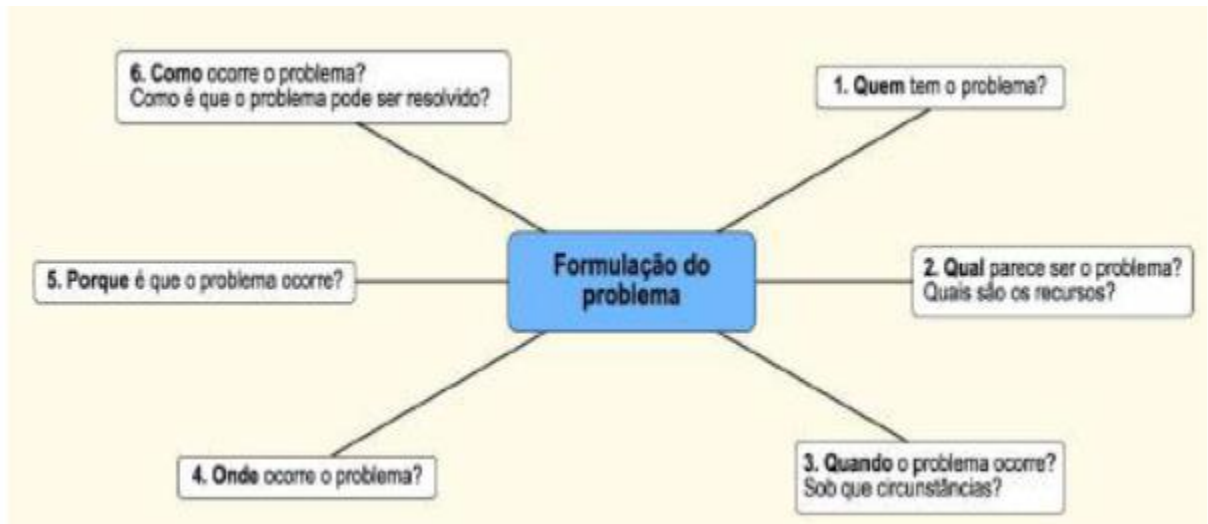 6. Como ocorre o problema?
Como é que o problema pode ser resolvido?
1. Quem tem o problema?
Formulação do
problema
5. Porque é que o problema ocorre?
2. Qual parece ser o problema?
Quais são os recursos?
4. Onde ocorre o problema?
3. Quando o problema ocorre?
Sob que circunstâncias?